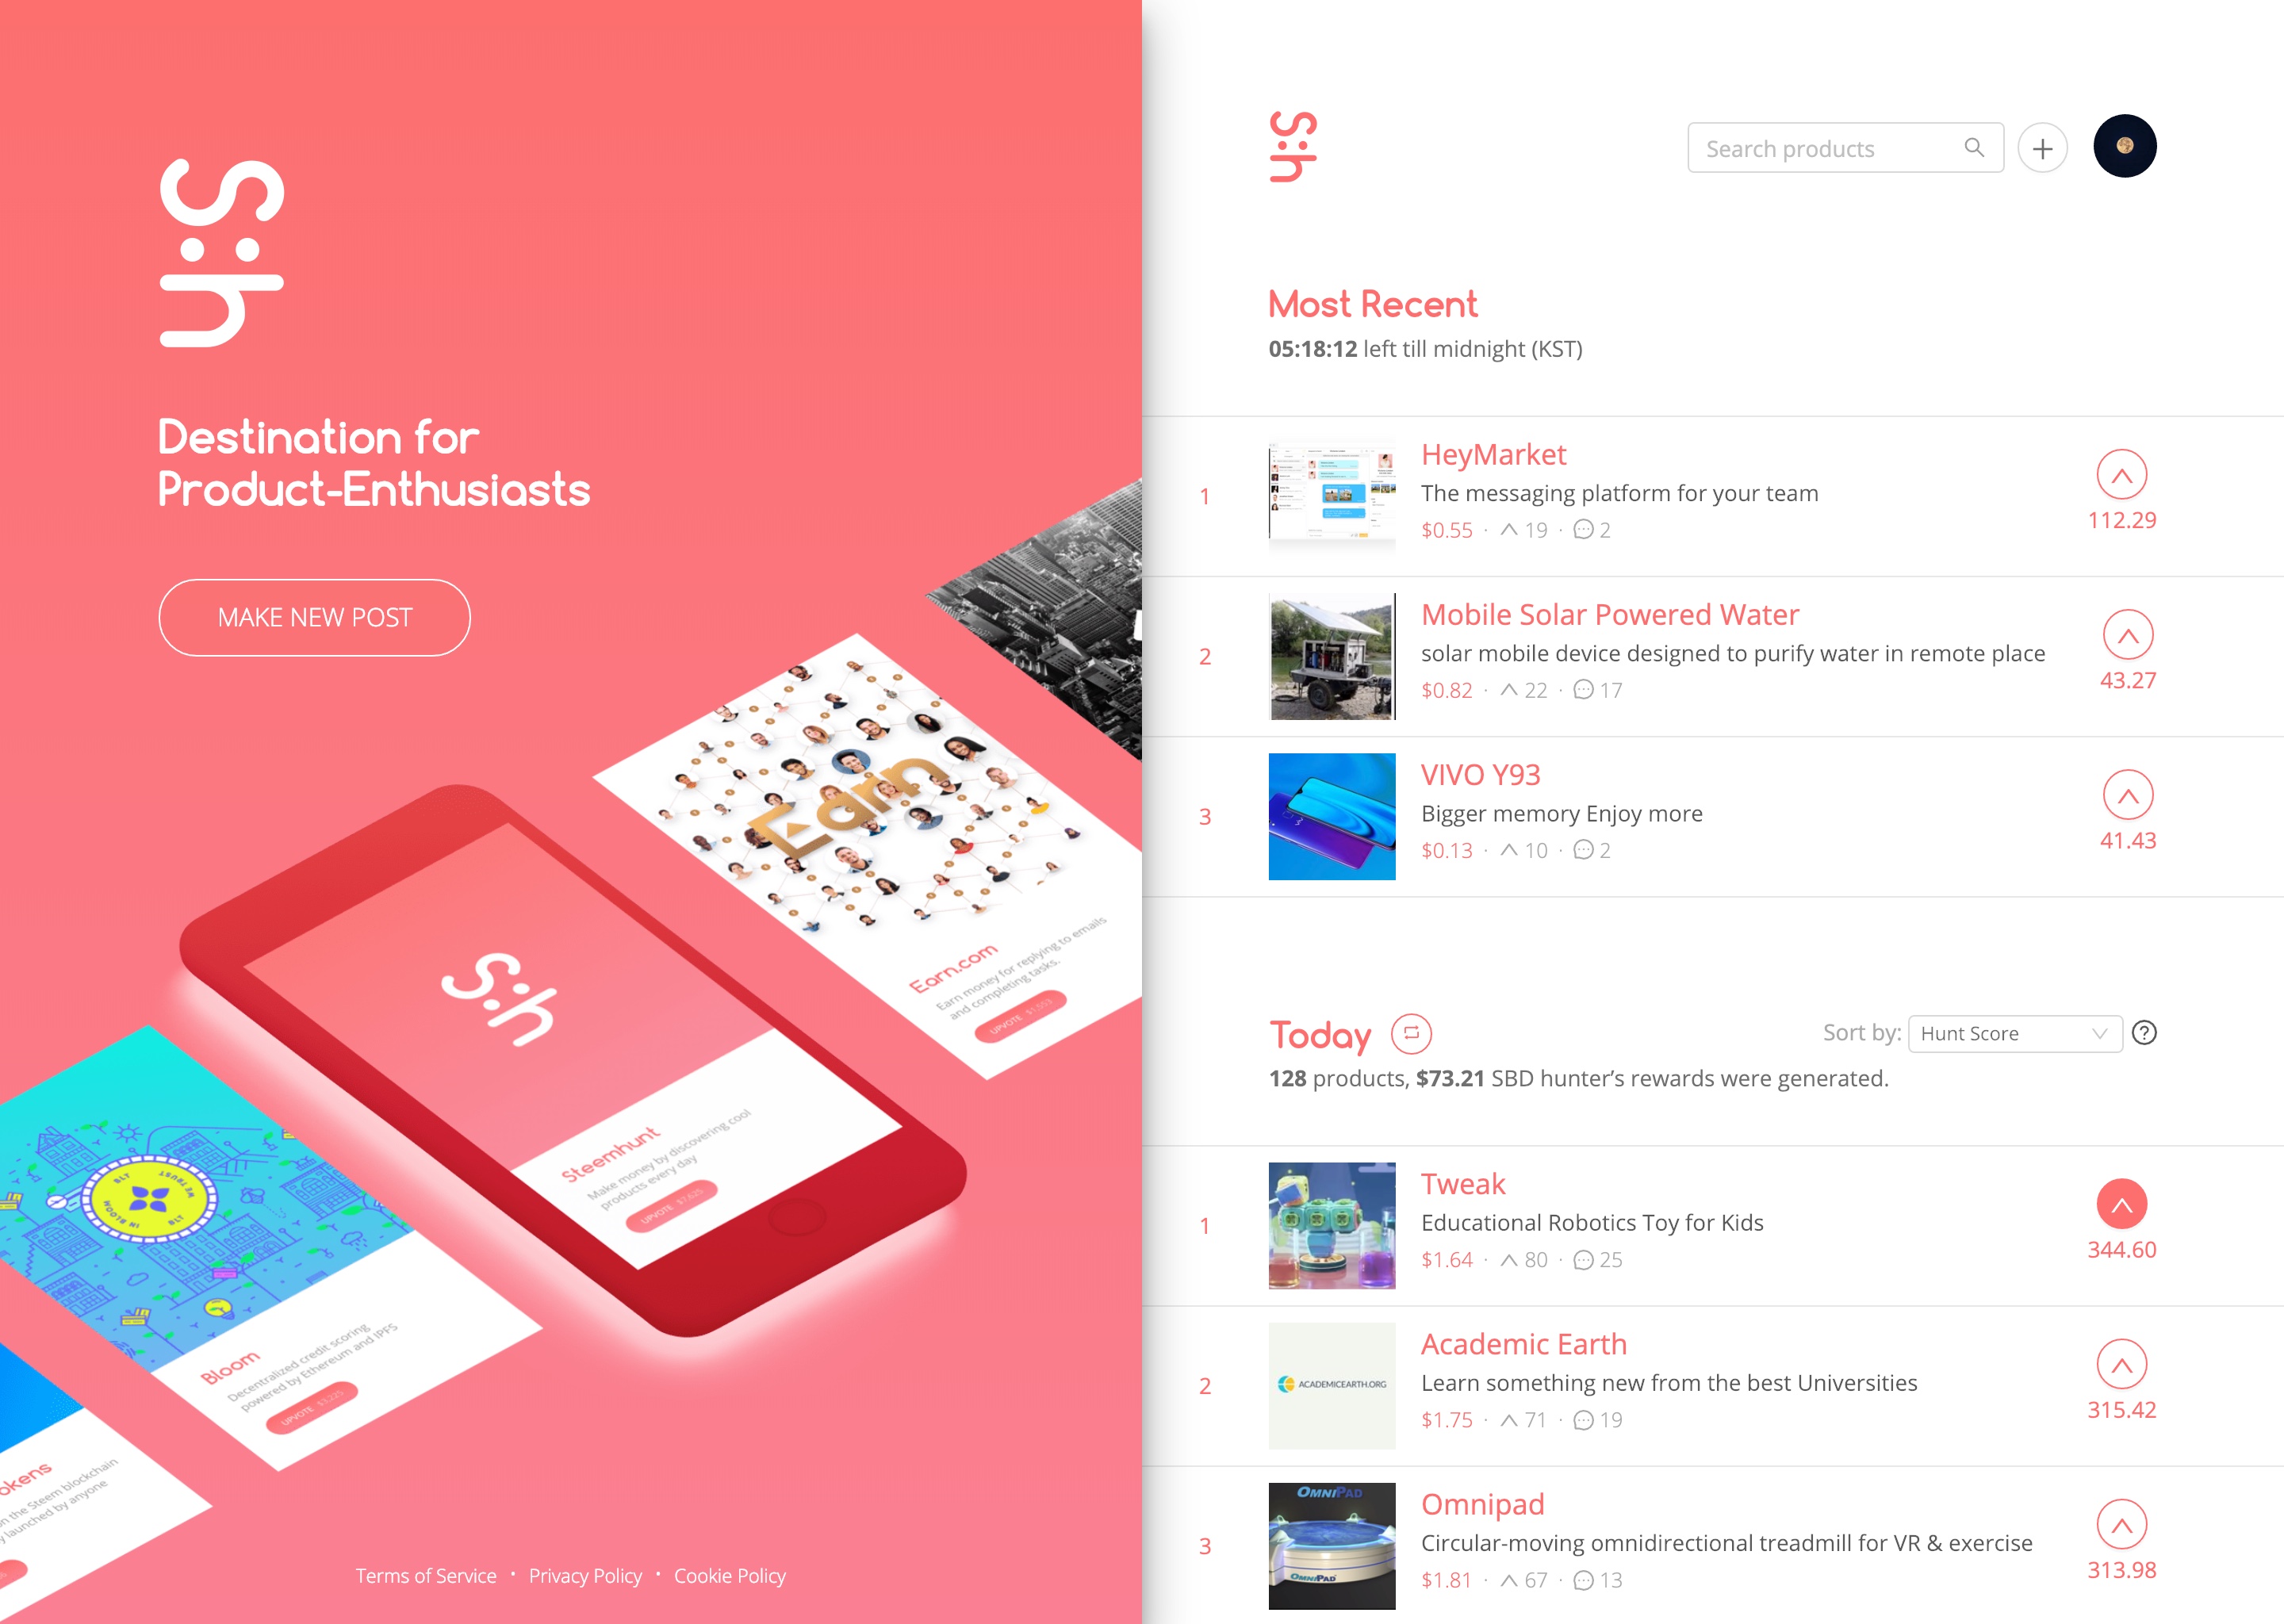 s:h
Destination for
Product-Enthusiasts
MAKE NEW POST
Earn
Earn.com
Earn money for replying to emails
and completing tasks.
UPVOTE
s:h
Steemhunt
Make money by discovering cool
products every day
UPVOTE
BLT
WE TRUST
BLT
IN BLOOM
Bloom
Decentralized credit scoring
powered by Ethereum and IPFS
UPVOTE
okens
n the Steem blockchain
y launched by anyone
Terms of Service • Privacy Policy • Cookie Policy
s:h
Search products
Most Recent
05:18:12 left till midnight (KST)
1
HeyMarket
The messaging platform for your team
$0.55 · 19 · 2
112.29
2
Mobile Solar Powered Water
solar mobile device designed to purify water in remote place
$0.82 · 22 · 17
43.27
3
VIVO Y93
Bigger memory Enjoy more
$0.13 · 10 · 2
41.43
Today
Sort by: Hunt Score
128 products, $73.21 SBD hunter’s rewards were generated.
1
Tweak
Educational Robotics Toy for Kids
$1.64 · 80 · 25
344.60
2
ACADEMICEARTH.ORG
Academic Earth
Learn something new from the best Universities
$1.75 · 71 · 19
315.42
3
OMNIPAD
OMNIPAD
Omnipad
Circular-moving omnidirectional treadmill for VR & exercise
$1.81 · 67 · 13
313.98